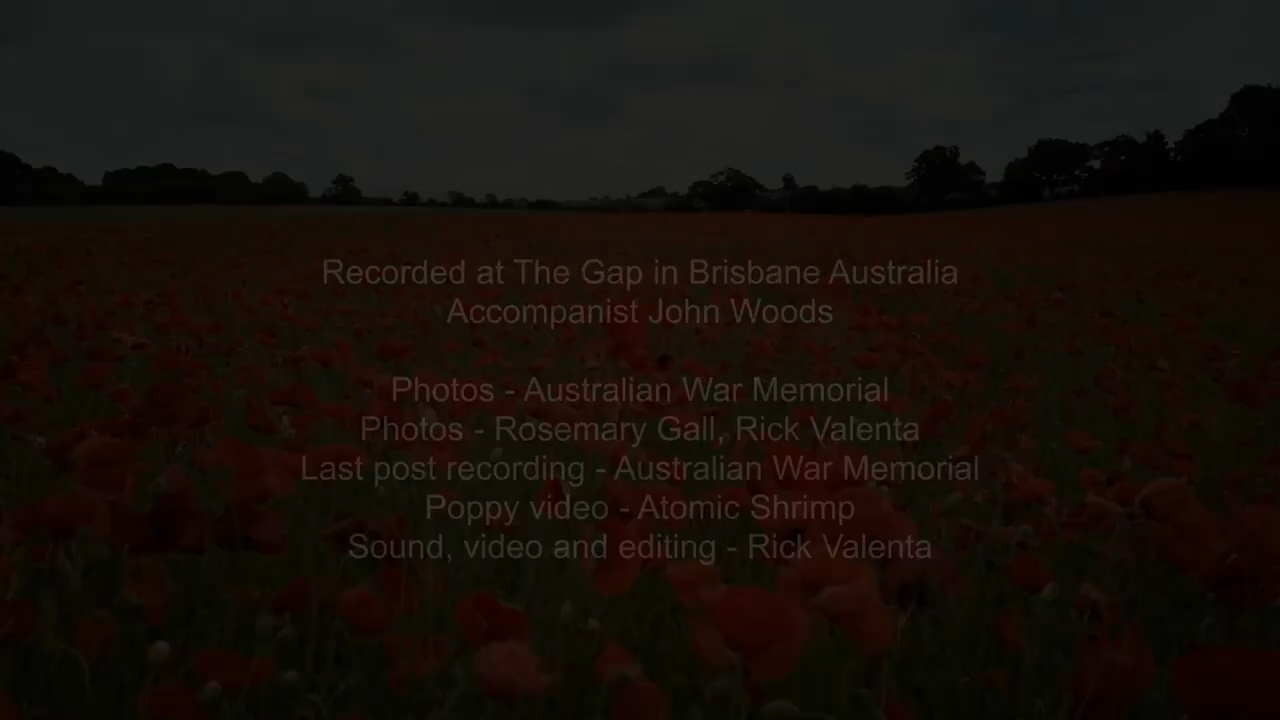 Recorded at The Gap in Brisbane Australia
Accompanist John Woods
Photos - Australian War Memorial
Photos - Rosemary Gall, Rick Valenta
Last post recording - Australian War Memorial
Poppy video - Atomic Shrimp
Sound, video and editing - Rick Valenta